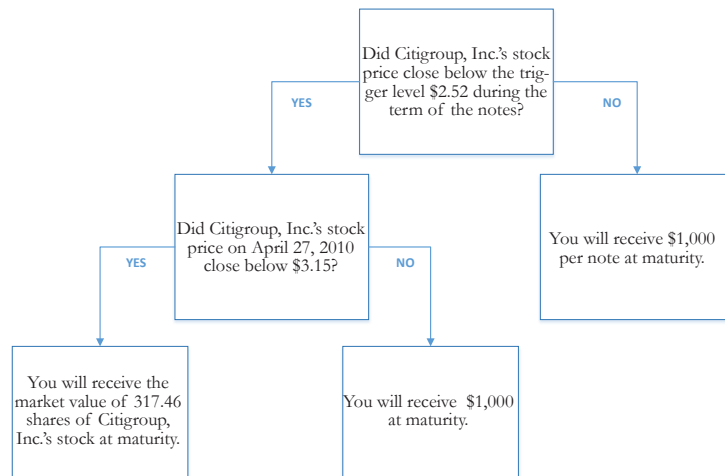 Did Citigroup, Inc.'s stock
price close below the trig-
ger level $2.52 during the
term of the notes?
YES
NO
Did Citigroup, Inc.'s stock
price on April 27, 2010
close below $3.15?
You will receive $1,000
per note at maturity.
YES
NO
You will receive the
market value of 317.46
shares of Citigroup,
Inc.'s stock at maturity.
You will receive $1,000
at maturity.